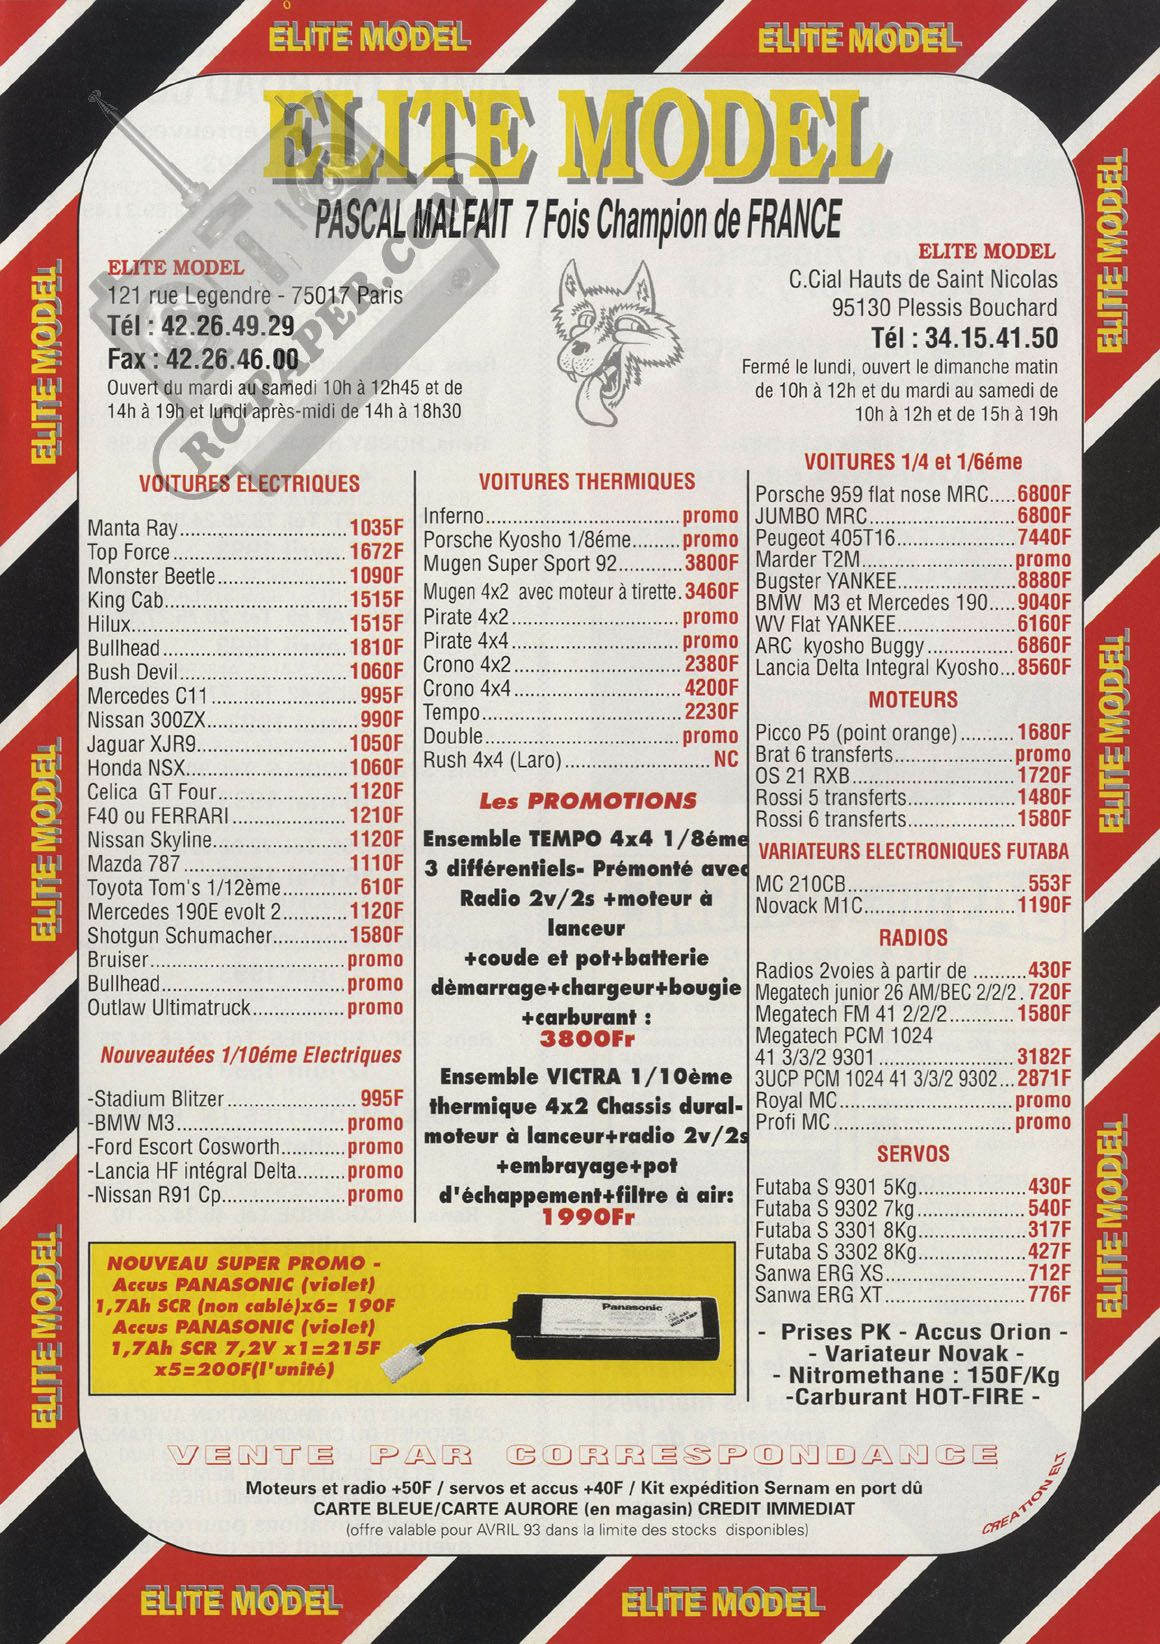 ELITE MODEL
ELITE MODEL
ELITE MODEL
PASCAL MALFAIT 7 Fois Champion de FRANCE
RC-PAPER.COM
ELITE MODEL
121 rue Legendre - 75017 Paris
Tél : 42.26.49.29
Fax : 42.26.46.00
Ouvert du mardi au samedi 10h à 12h45 et de
14h à 19h et lundi après-midi de 14h à 18h30
ELITE MODEL
C.Cial Hauts de Saint Nicolas
95130 Plessis Bouchard
Tél : 34.15.41.50
Fermé le lundi, ouvert le dimanche matin
de 10h à 12h et du mardi au samedi de
10h à 12h et de 15h à 19h
VOITURES ELECTRIQUES
Manta Ray 1035F
Top Force 1672F
Monster Beetle 1090F
King Cab 1515F
Hilux 1515F
Bullhead 1810F
Bush Devil 1060F
Mercedes C11 995F
Nissan 300ZX 990F
Jaguar XJR9 1050F
Honda NSX 1060F
Celica GT Four 1120F
F40 ou FERRARI 1210F
Nissan Skyline 1120F
Mazda 787 1110F
Toyota Tom's 1/12ème 610F
Mercedes 190E evolt 2 1120F
Shotgun Schumacher 1580F
Bruiser promo
Bullhead promo
Outlaw Ultimatruck promo
Nouveautées 1/10éme Electriques
-Stadium Blitzer 995F
-BMW M3 promo
-Ford Escort Cosworth promo
-Lancia HF intégral Delta promo
-Nissan R91 Cp promo
VOITURES THERMIQUES
Inferno promo
Porsche Kyosho 1/8éme promo
Mugen Super Sport 92 3800F
Mugen 4x2 avec moteur à tirette 3460F
Pirate 4x2 promo
Pirate 4x4 promo
Crono 4x2 2380F
Crono 4x4 4200F
Tempo 2230F
Double promo
Rush 4x4 (Laro) NC
Les PROMOTIONS
Ensemble TEMPO 4x4 1/8éme
3 différentiels- Prémonté avec
Radio 2v/2s +moteur à
lanceur
+coude et pot+batterie
dèmarrage+chargeur+bougie
+carburant :
3800Fr
Ensemble VICTRA 1/10ème
thermique 4x2 Chassis dural-
moteur à lanceur+radio 2v/2s
+embrayage+pot
d'échappement+filtre à air:
1990Fr
VOITURES 1/4 et 1/6éme
Porsche 959 flat nose MRC 6800F
JUMBO MRC 6800F
Peugeot 405T16 7440F
Marder T2M promo
Bugster YANKEE 8880F
BMW M3 et Mercedes 190 9040F
WV Flat YANKEE 6160F
ARC kyosho Buggy 6860F
Lancia Delta Integral Kyosho 8560F
MOTEURS
Picco P5 (point orange) 1680F
Brat 6 transferts promo
OS 21 RXB 1720F
Rossi 5 transferts 1480F
Rossi 6 transferts 1580F
VARIATEURS ELECTRONIQUES FUTABA
MC 210CB 553F
Novack M1C 1190F
RADIOS
Radios 2voies à partir de 430F
Megatech junior 26 AM/BEC 2/2/2 720F
Megatech FM 41 2/2/2 1580F
Megatech PCM 1024
41 3/3/2 9301 3182F
3UCP PCM 1024 41 3/3/2 9302 2871F
Royal MC promo
Profi MC promo
SERVOS
Futaba S 9301 5Kg 430F
Futaba S 9302 7kg 540F
Futaba S 3301 8Kg 317F
Futaba S 3302 8Kg 427F
Sanwa ERG XS 712F
Sanwa ERG XT 776F
- Prises PK - Accus Orion -
- Variateur Novak -
- Nitromethane : 150F/Kg
-Carburant HOT-FIRE -
NOUVEAU SUPER PROMO -
Accus PANASONIC (violet)
1,7Ah SCR (non cablé)x6= 190F
Accus PANASONIC (violet)
1,7Ah SCR 7,2V x1=215F
x5=200F(l'unité)
Panasonic
VENTE PAR CORRESPONDANCE
Moteurs et radio +50F / servos et accus +40F / Kit expédition Sernam en port dû
CARTE BLEUE/CARTE AURORE (en magasin) CREDIT IMMEDIAT
(offre valable pour AVRIL 93 dans la limite des stocks disponibles)
CREATION ELT
ELITE MODEL
ELITE MODEL
ELITE MODEL
ELITE MODEL
ELITE MODEL
ELITE MODEL
ELITE MODEL
ELITE MODEL